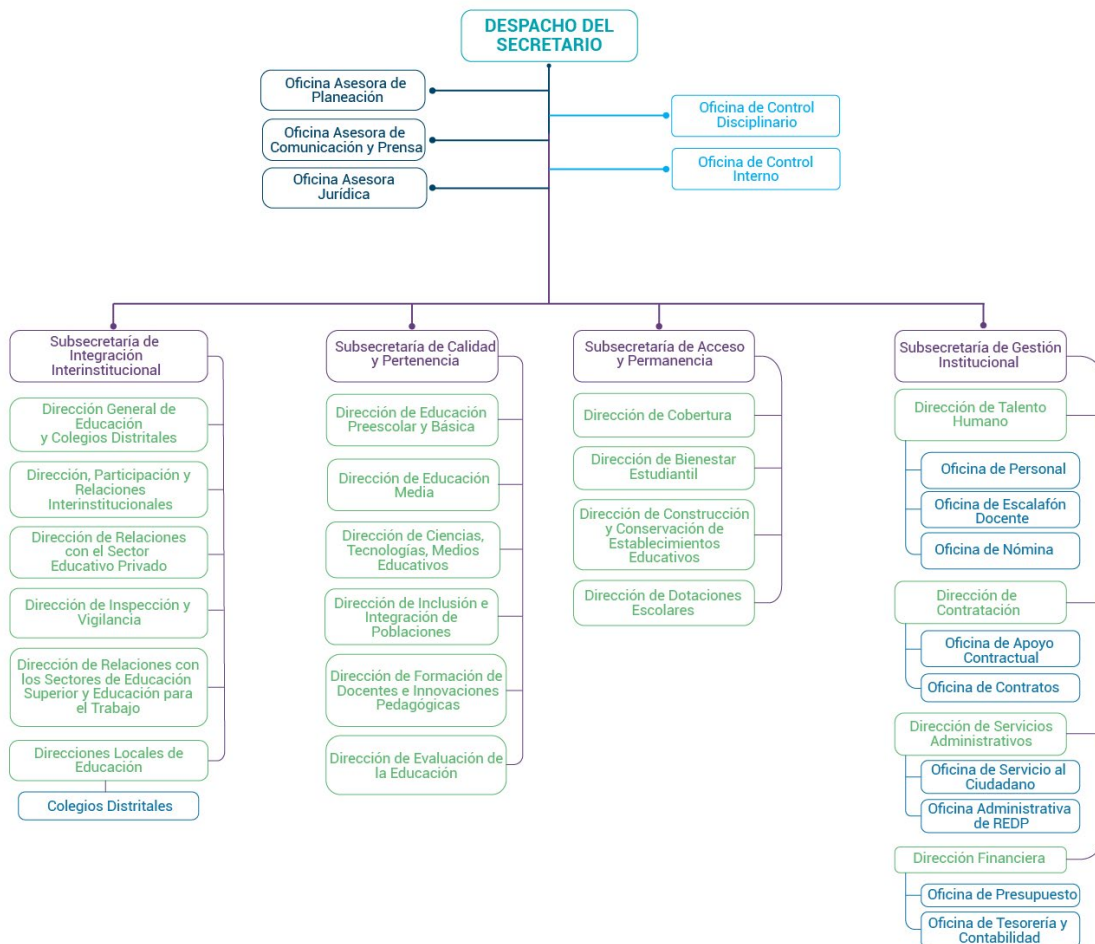 DESPACHO DEL
SECRETARIO
Oficina Asesora de
Planeación
Oficina Asesora de
Comunicación y Prensa
Oficina Asesora
Jurídica
Oficina de Control
Disciplinario
Oficina de Control
Interno
Subsecretaría de
Integración
Interinstitucional
Dirección General de
Educación
y Colegios Distritales
Dirección, Participación y
Relaciones
Interinstitucionales
Dirección de Relaciones
con el Sector
Educativo Privado
Dirección de Inspección y
Vigilancia
Dirección de Relaciones con
los Sectores de Educación
Superior y Educación para
el Trabajo
Direcciones Locales de
Educación
Colegios Distritales
Subsecretaría de Calidad
y Pertenencia
Dirección de Educación
Preescolar y Básica
Dirección de Educación
Media
Dirección de Ciencias,
Tecnologías, Medios
Educativos
Dirección de Inclusión e
Integración de
Poblaciones
Dirección de Formación de
Docentes e Innovaciones
Pedagógicas
Dirección de Evaluación de
la Educación
Subsecretaría de Acceso
y Permanencia
Dirección de Cobertura
Dirección de Bienestar
Estudiantil
Dirección de Construcción
y Conservación de
Establecimientos
Educativos
Dirección de Dotaciones
Escolares
Subsecretaría de Gestión
Institucional
Dirección de Talento
Humano
Oficina de Personal
Oficina de Escalafón
Docente
Oficina de Nómina
Dirección de
Contratación
Oficina de Apoyo
Contractual
Oficina de Contratos
Dirección de Servicios
Administrativos
Oficina de Servicio al
Ciudadano
Oficina Administrativa
de REDP
Dirección Financiera
Oficina de Presupuesto
Oficina de Tesorería y
Contabilidad